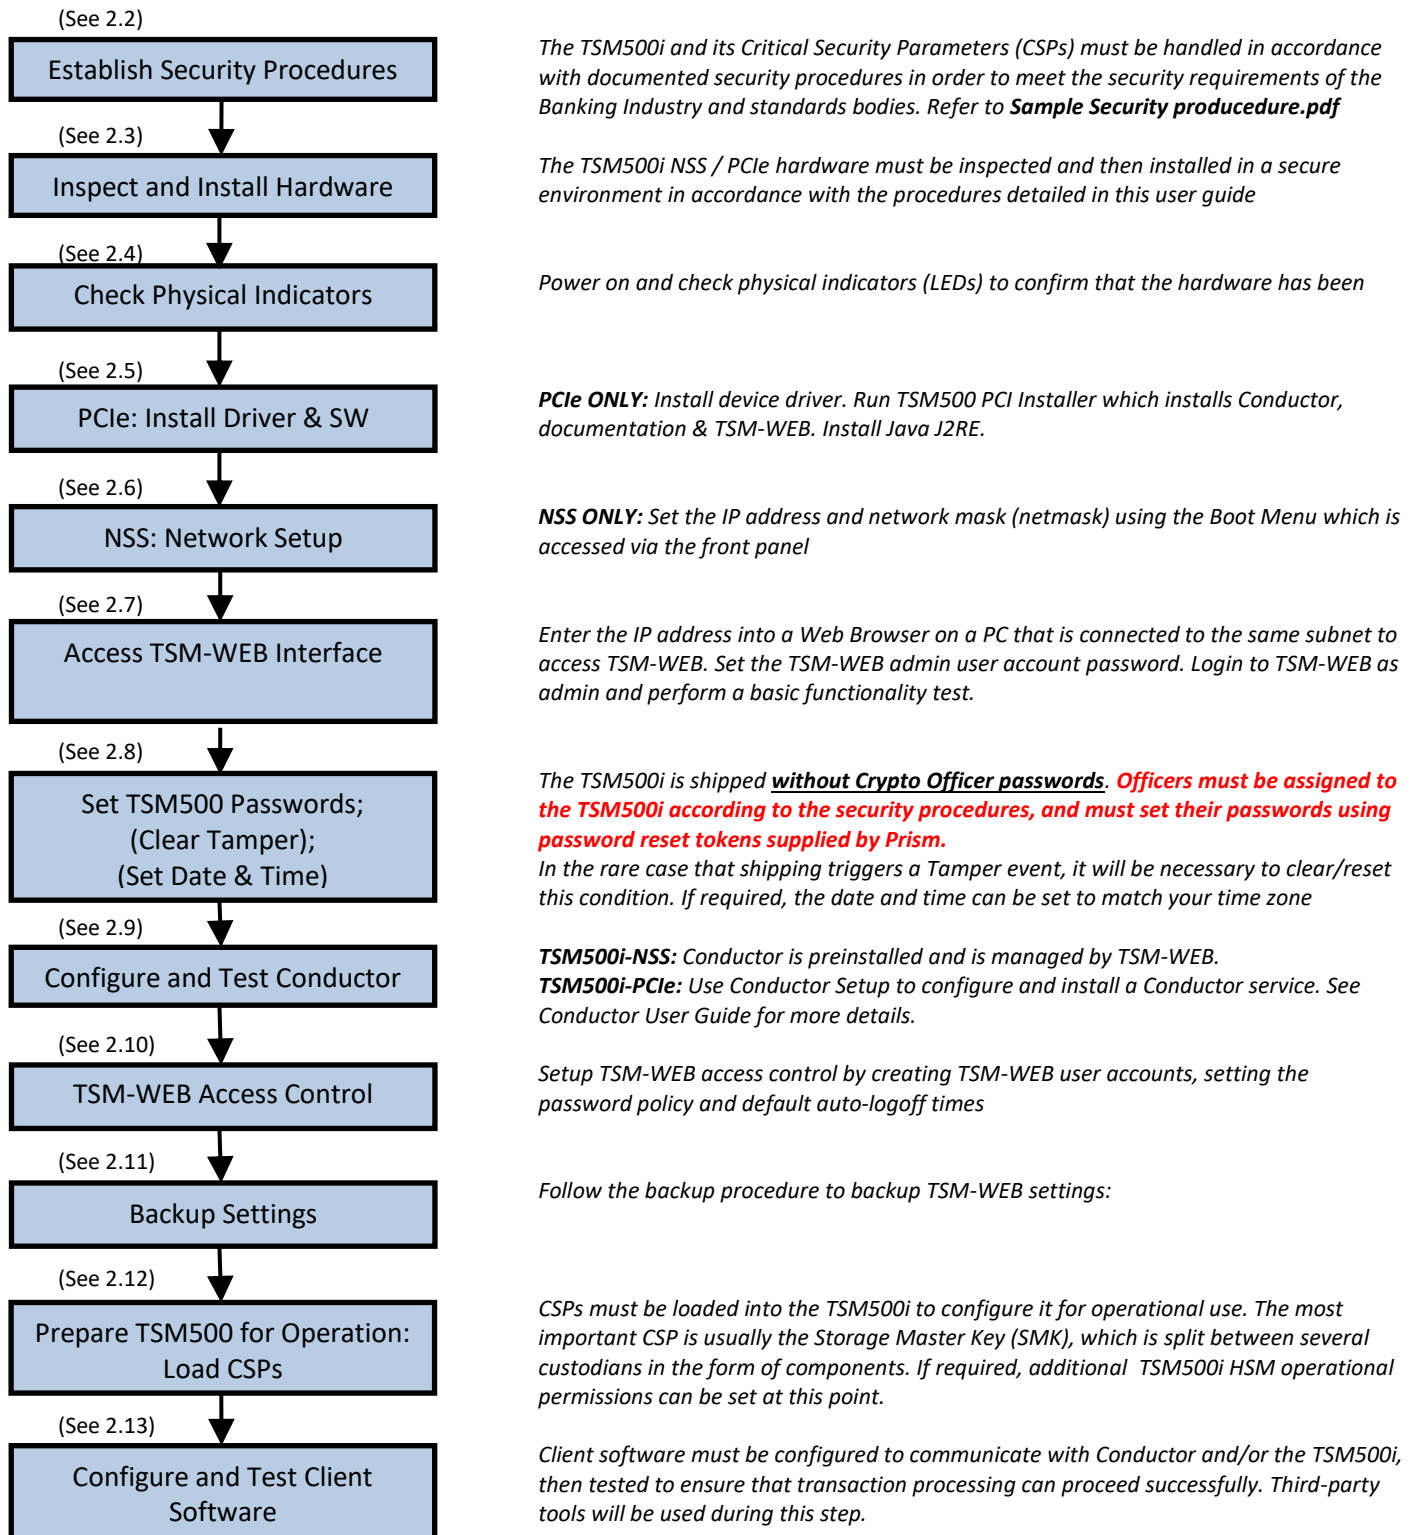 (See 2.2)
Establish Security Procedures
The TSM500i and its Critical Security Parameters (CSPs) must be handled in accordance
with documented security procedures in order to meet the security requirements of the
Banking Industry and standards bodies. Refer to Sample Security producedure.pdf
(See 2.3)
Inspect and Install Hardware
The TSM500i NSS / PCIe hardware must be inspected and then installed in a secure
environment in accordance with the procedures detailed in this user guide
(See 2.4)
Check Physical Indicators
Power on and check physical indicators (LEDs) to confirm that the hardware has been
(See 2.5)
PCIe: Install Driver & SW
PCIe ONLY: Install device driver. Run TSM500 PCI Installer which installs Conductor,
documentation & TSM-WEB. Install Java J2RE.
(See 2.6)
NSS: Network Setup
NSS ONLY: Set the IP address and network mask (netmask) using the Boot Menu which is
accessed via the front panel
(See 2.7)
Access TSM-WEB Interface
Enter the IP address into a Web Browser on a PC that is connected to the same subnet to
access TSM-WEB. Set the TSM-WEB admin user account password. Login to TSM-WEB as
admin and perform a basic functionality test.
(See 2.8)
Set TSM500 Passwords;
(Clear Tamper);
(Set Date & Time)
The TSM500i is shipped without Crypto Officer passwords. Officers must be assigned to
the TSM500i according to the security procedures, and must set their passwords using
password reset tokens supplied by Prism.
In the rare case that shipping triggers a Tamper event, it will be necessary to clear/reset
this condition. If required, the date and time can be set to match your time zone
(See 2.9)
Configure and Test Conductor
TSM500i-NSS: Conductor is preinstalled and is managed by TSM-WEB.
TSM500i-PCIe: Use Conductor Setup to configure and install a Conductor service. See
Conductor User Guide for more details.
(See 2.10)
TSM-WEB Access Control
Setup TSM-WEB access control by creating TSM-WEB user accounts, setting the
password policy and default auto-logoff times
(See 2.11)
Backup Settings
Follow the backup procedure to backup TSM-WEB settings:
(See 2.12)
Prepare TSM500 for Operation:
Load CSPs
CSPs must be loaded into the TSM500i to configure it for operational use. The most
important CSP is usually the Storage Master Key (SMK), which is split between several
custodians in the form of components. If required, additional TSM500i HSM operational
permissions can be set at this point.
(See 2.13)
Configure and Test Client
Software
Client software must be configured to communicate with Conductor and/or the TSM500i,
then tested to ensure that transaction processing can proceed successfully. Third-party
tools will be used during this step.